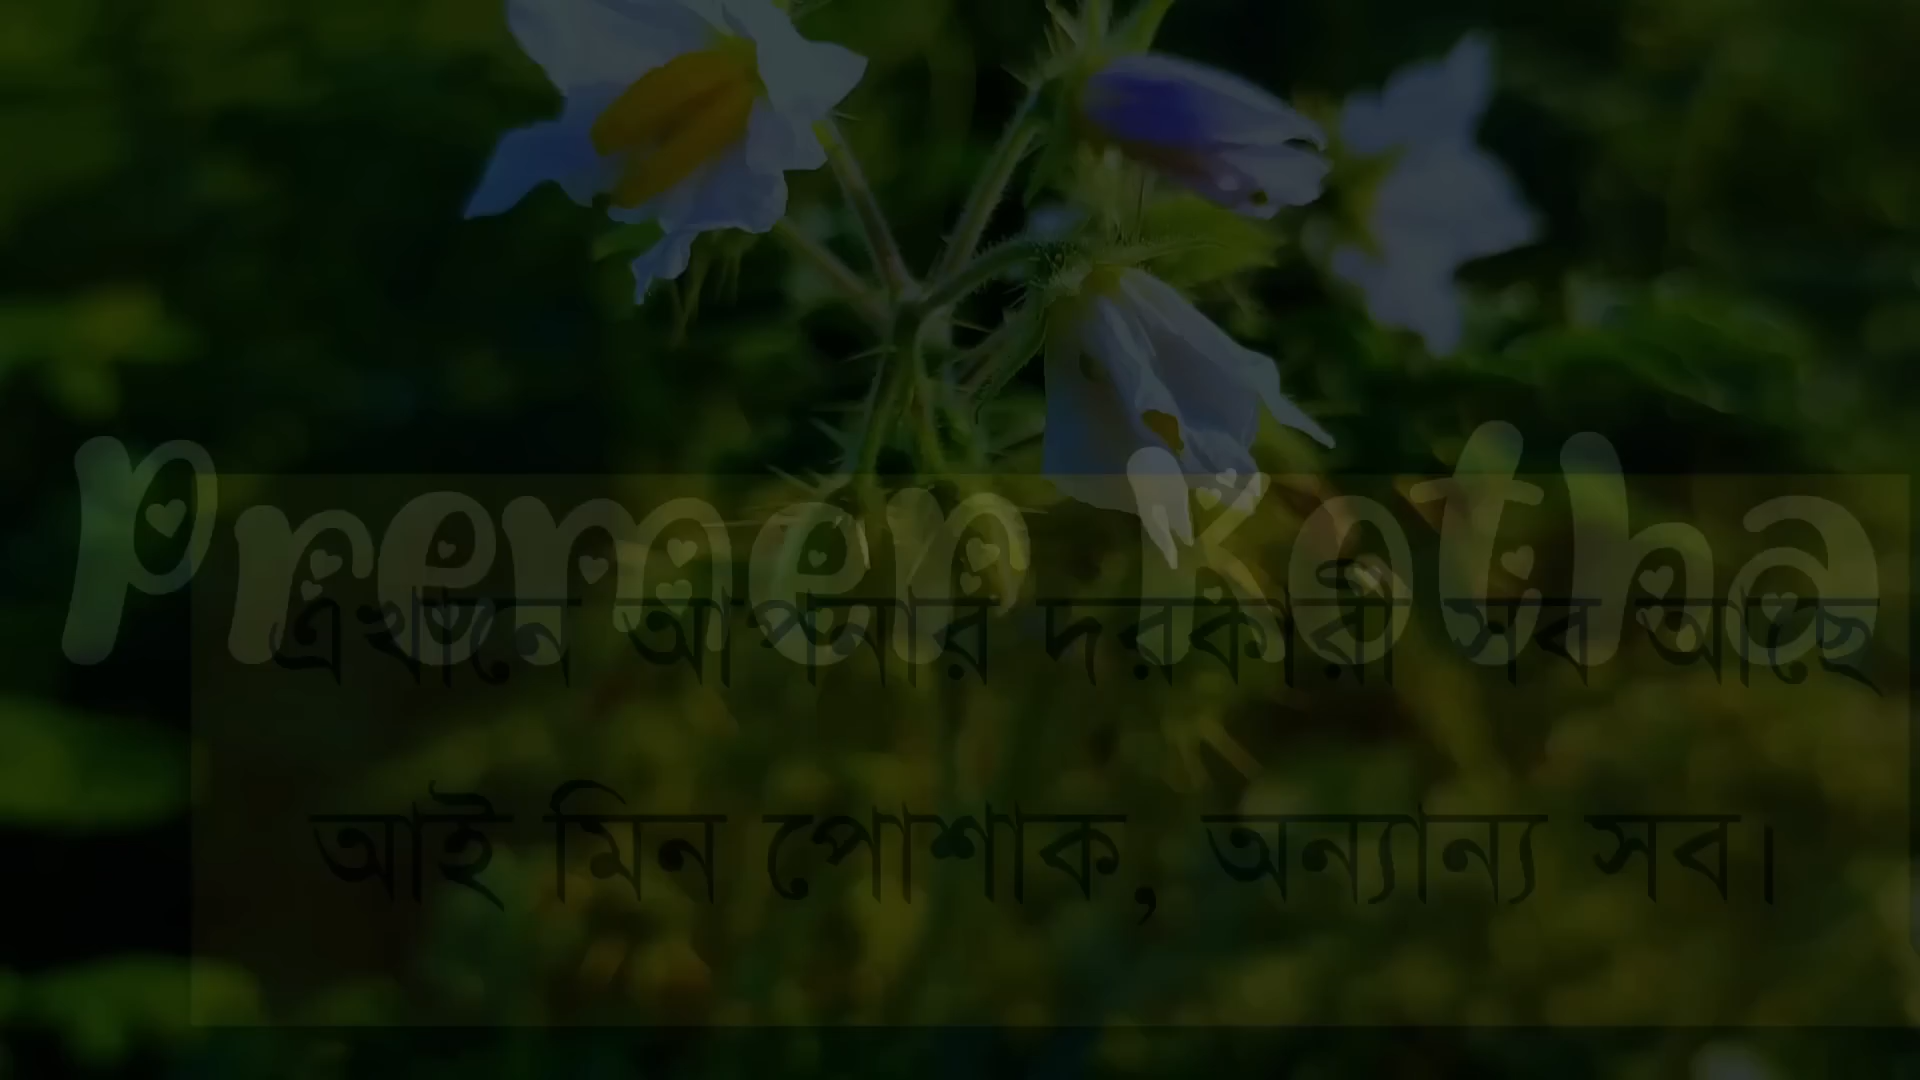 Premer Kotha
এখানে আপনার দরকারী সব আছে
আই মিন পোশাক, অন্যান্য সব।